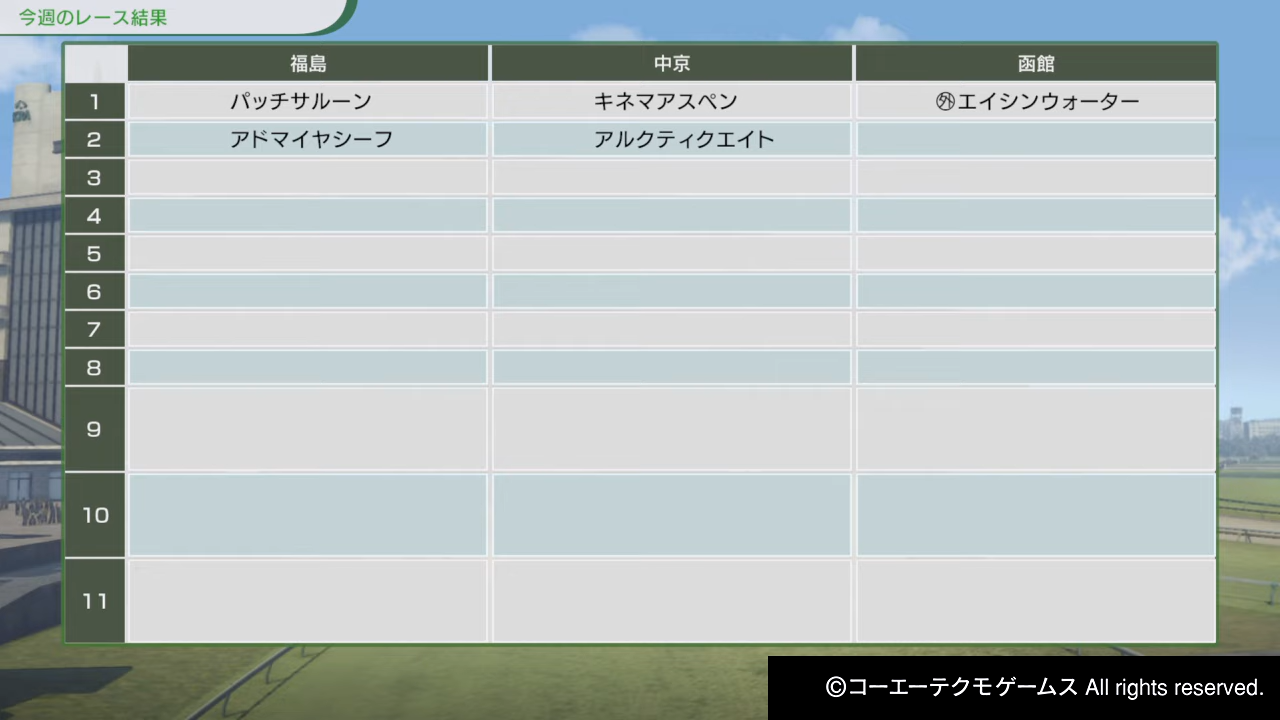 今週のレース結果
福島 中京 函館
1 パッチサルーン キネマアスペン ㊕エイシンウォーター
2 アドマイヤシーフ アルクティクエイト
3
4
5
6
7
8
9
10
11
©コーエーテクモゲームス All rights reserved.